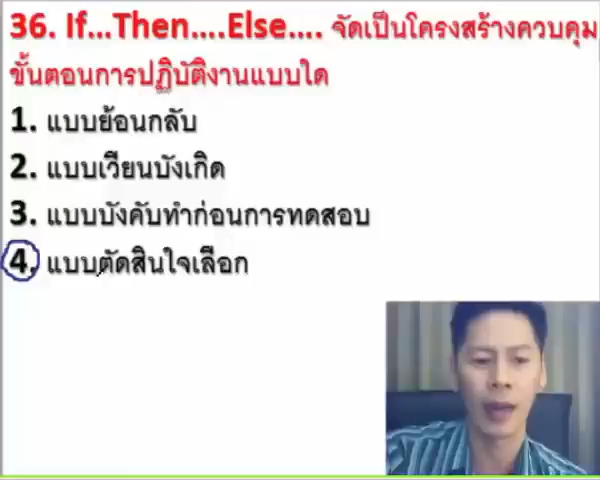 36. If...Then....Else.... จัดเป็นโครงสร้างควบคุม
ขั้นตอนการปฏิบัติงานแบบใด
1. แบบย้อนกลับ
2. แบบเวียนบังเกิด
3. แบบบังคับทำก่อนการทดสอบ
4. แบบตัดสินใจเลือก